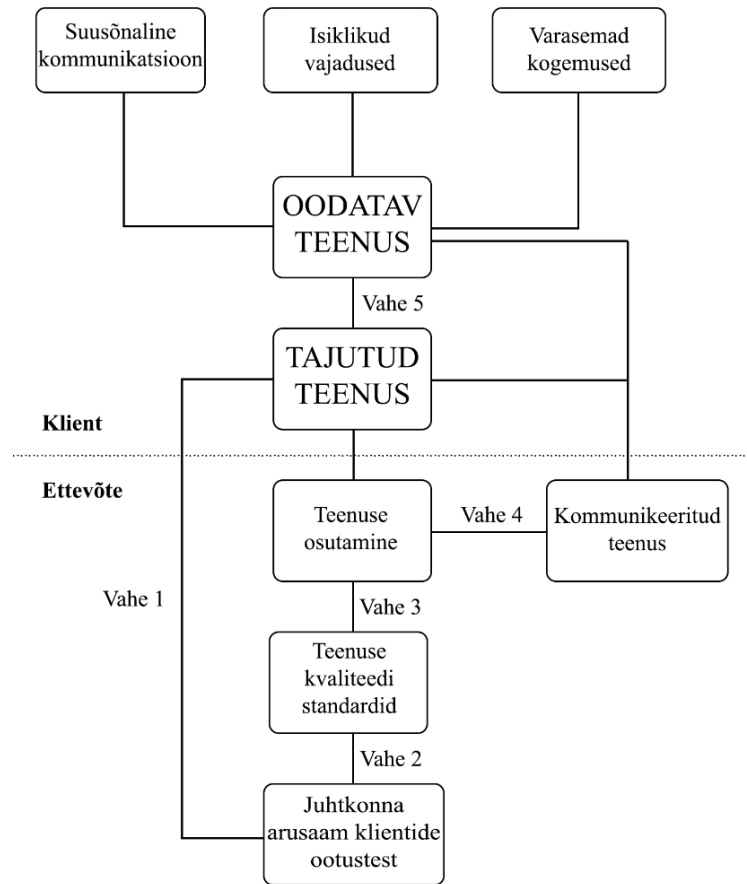 Suusõnaline
kommunikatsioon
Isiklikud
vajadused
Varasemad
kogemused
OODATAV
TEENUS
Vahe 5
TAJUTUD
TEENUS
Klient
Ettevõte
Teenuse
osutamine
Vahe 4
Kommunikeeritud
teenus
Vahe 1
Vahe 3
Teenuse
kvaliteedi
standardid
Vahe 2
Juhtkonna
arusaam klientide
ootustest